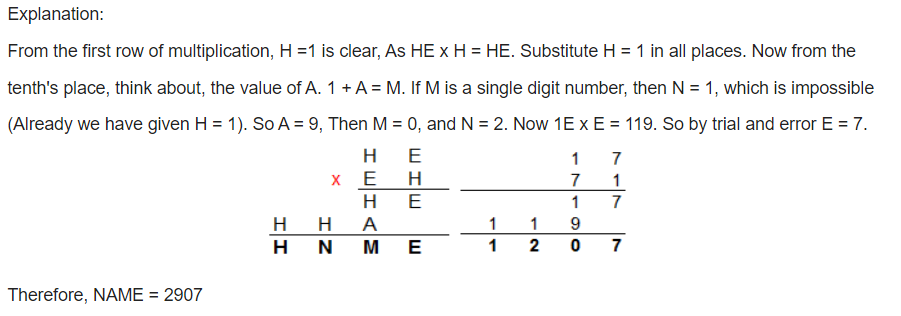 Explanation:
From the first row of multiplication, H =1 is clear, As HE x H = HE. Substitute H = 1 in all places. Now from the
tenth's place, think about, the value of A. 1 + A = M. If M is a single digit number, then N = 1, which is impossible
(Already we have given H = 1). So A = 9, Then M = 0, and N = 2. Now 1E x E = 119. So by trial and error E = 7.
H E 1 7
x E H 7 1
H E 1 7
H H A 1 1 9
H N M E 1 2 0 7
Therefore, NAME = 2907